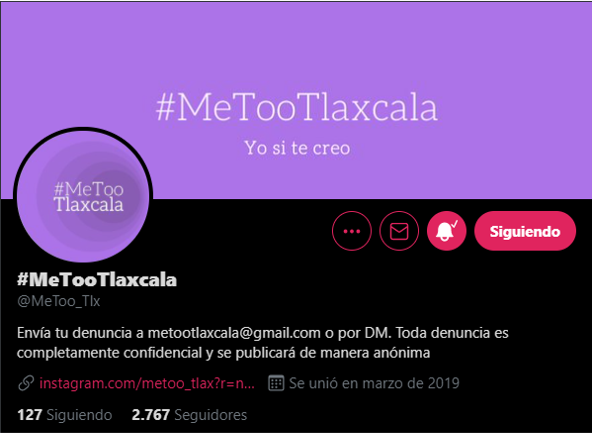 #MeTooTlaxcala
Yo si te creo
#MeToo
Tlaxcala
Siguiendo
#MeTooTlaxcala
@MeToo_Tlx
Envía tu denuncia a metootlaxcala@gmail.com o por DM. Toda denuncia es
completamente confidencial y se publicará de manera anónima
instagram.com/metoo_tlax?r=n... Se unió en marzo de 2019
127 Siguiendo 2.767 Seguidores